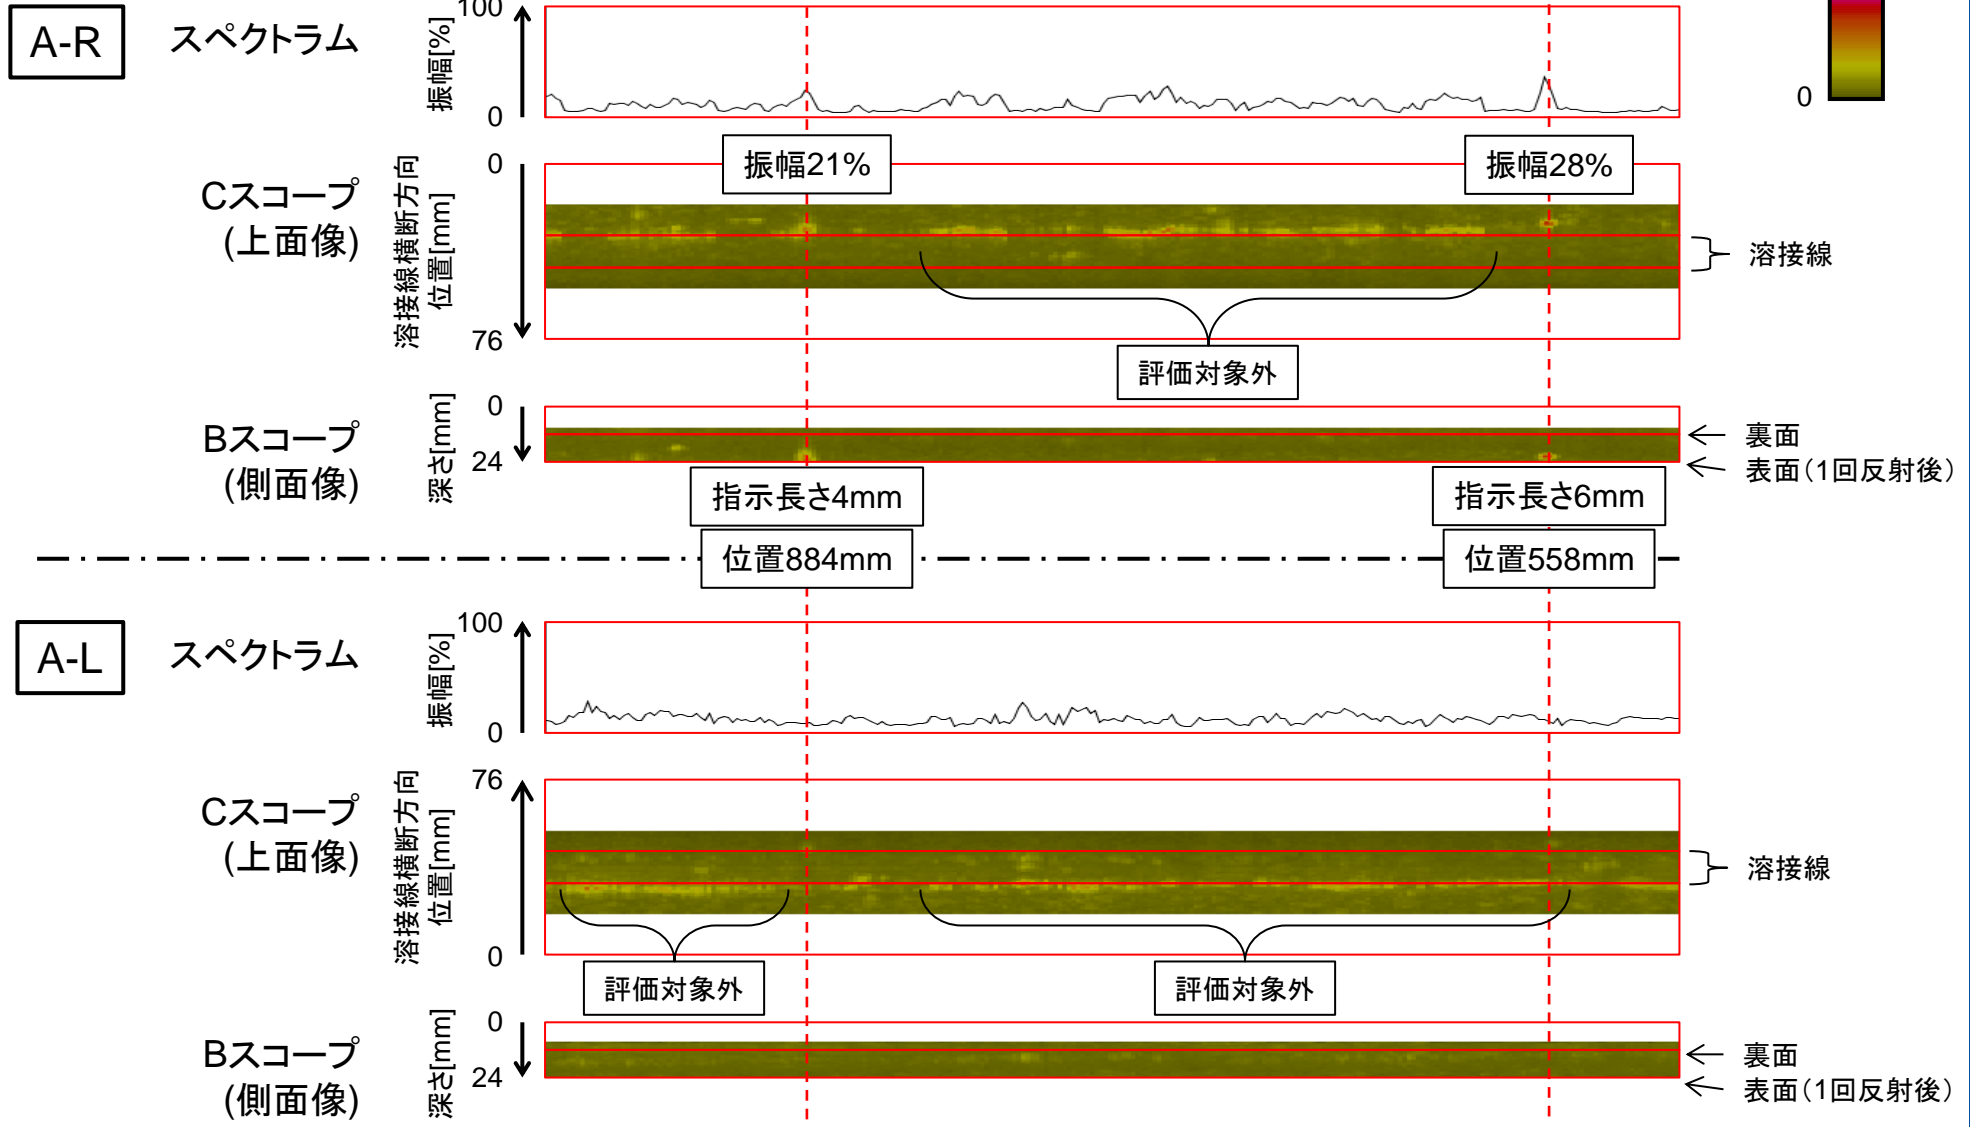 A-R
スペクトラム
振幅[%]
100
0
0
振幅21%
振幅28%
Cスコープ
(上面像)
溶接線横断方向
位置[mm]
0
76
溶接線
評価対象外
Bスコープ
(側面像)
深さ[mm]
0
24
裏面
表面(1回反射後)
指示長さ4mm
指示長さ6mm
位置884mm
位置558mm
A-L
スペクトラム
振幅[%]
100
0
Cスコープ
(上面像)
溶接線横断方向
位置[mm]
76
0
溶接線
評価対象外
評価対象外
Bスコープ
(側面像)
深さ[mm]
0
24
裏面
表面(1回反射後)